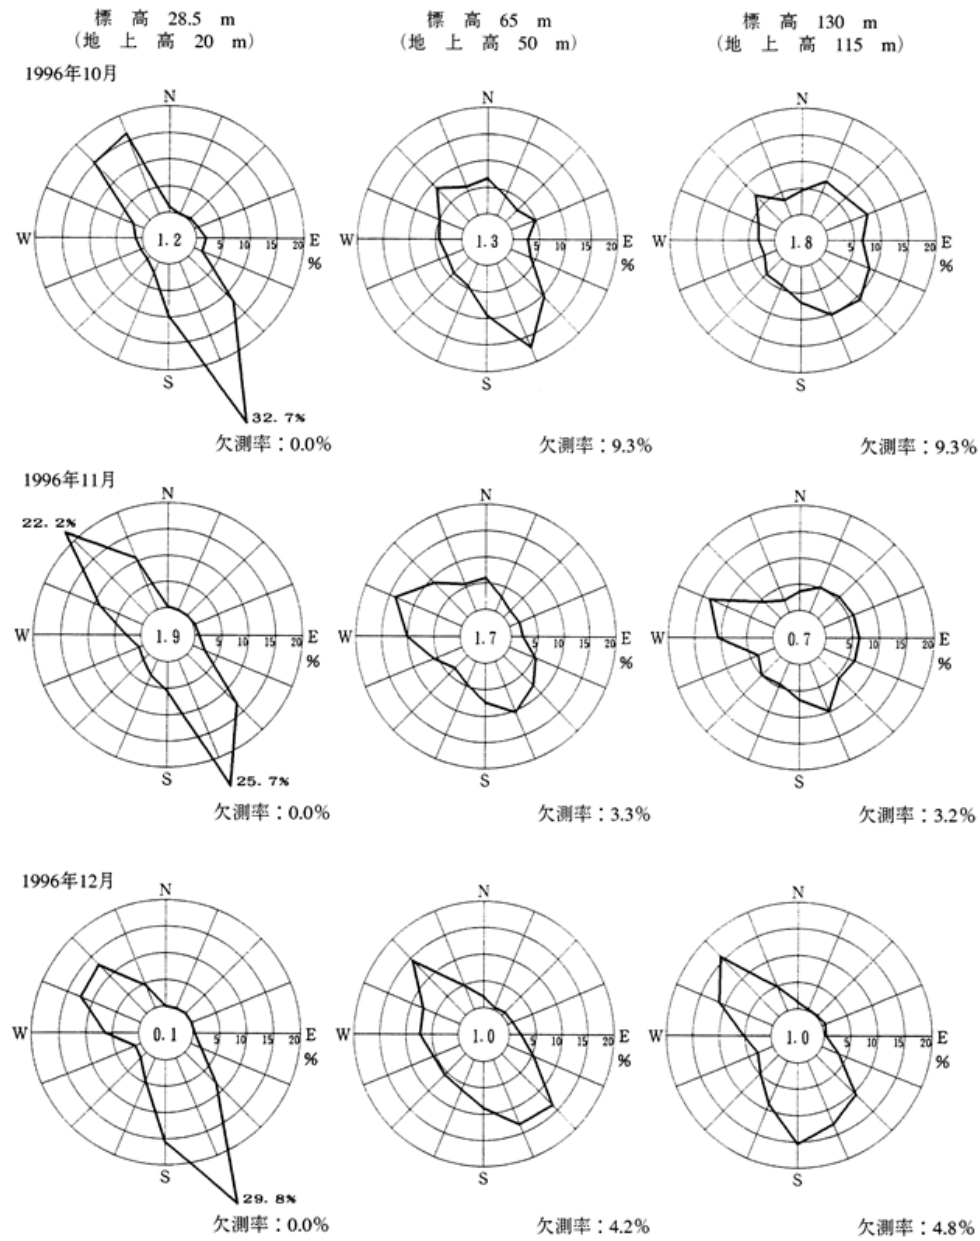 標 高 28.5 m
(地 上 高 20 m)
標 高 65 m
(地 上 高 50 m)
標 高 130 m
(地 上 高 115 m)
1996年10月
N
W 1.2 5 10 15 20 E
%
S
32.7%
欠測率：0.0%
N
W 1.3 5 10 15 20 E
%
S
欠測率：9.3%
N
W 1.8 5 10 15 20 E
%
S
欠測率：9.3%
1996年11月
22.2%
N
W 1.9 5 10 15 20 E
%
S
25.7%
欠測率：0.0%
N
W 1.7 5 10 15 20 E
%
S
欠測率：3.3%
N
W 0.7 5 10 15 20 E
%
S
欠測率：3.2%
1996年12月
N
W 0.1 5 10 15 20 E
%
S
29.8%
欠測率：0.0%
N
W 1.0 5 10 15 20 E
%
S
欠測率：4.2%
N
W 1.0 5 10 15 20 E
%
S
欠測率：4.8%